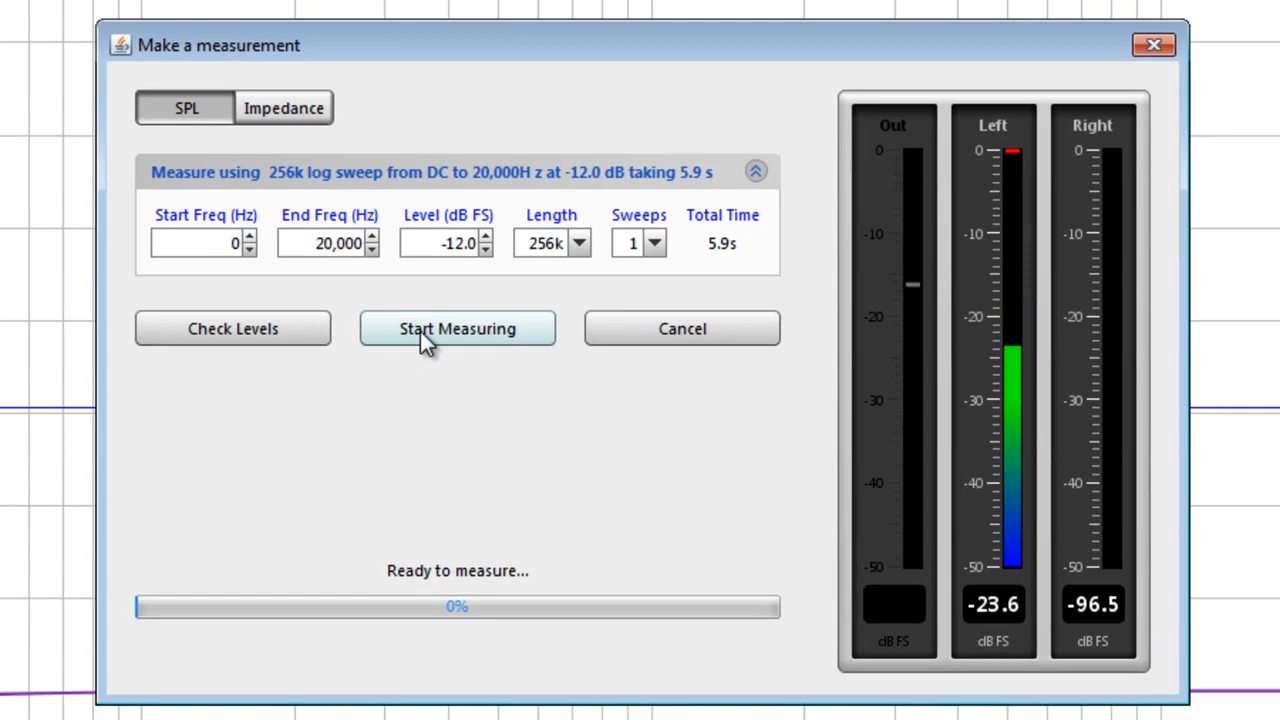 Make a measurement
SPL Impedance
Measure using 256k log sweep from DC to 20,000H z at -12.0 dB taking 5.9 s
Start Freq (Hz) End Freq (Hz) Level (dB FS) Length Sweeps Total Time
0 20,000 -12.0 256k 1 5.9s
Check Levels Start Measuring Cancel
Ready to measure...
0%
Out Left Right
0 0 0
-10 -10 -10
-20 -20 -20
-30 -30 -30
-40 -40 -40
-50 -50 -50
-23.6 -96.5
dB FS dB FS dB FS